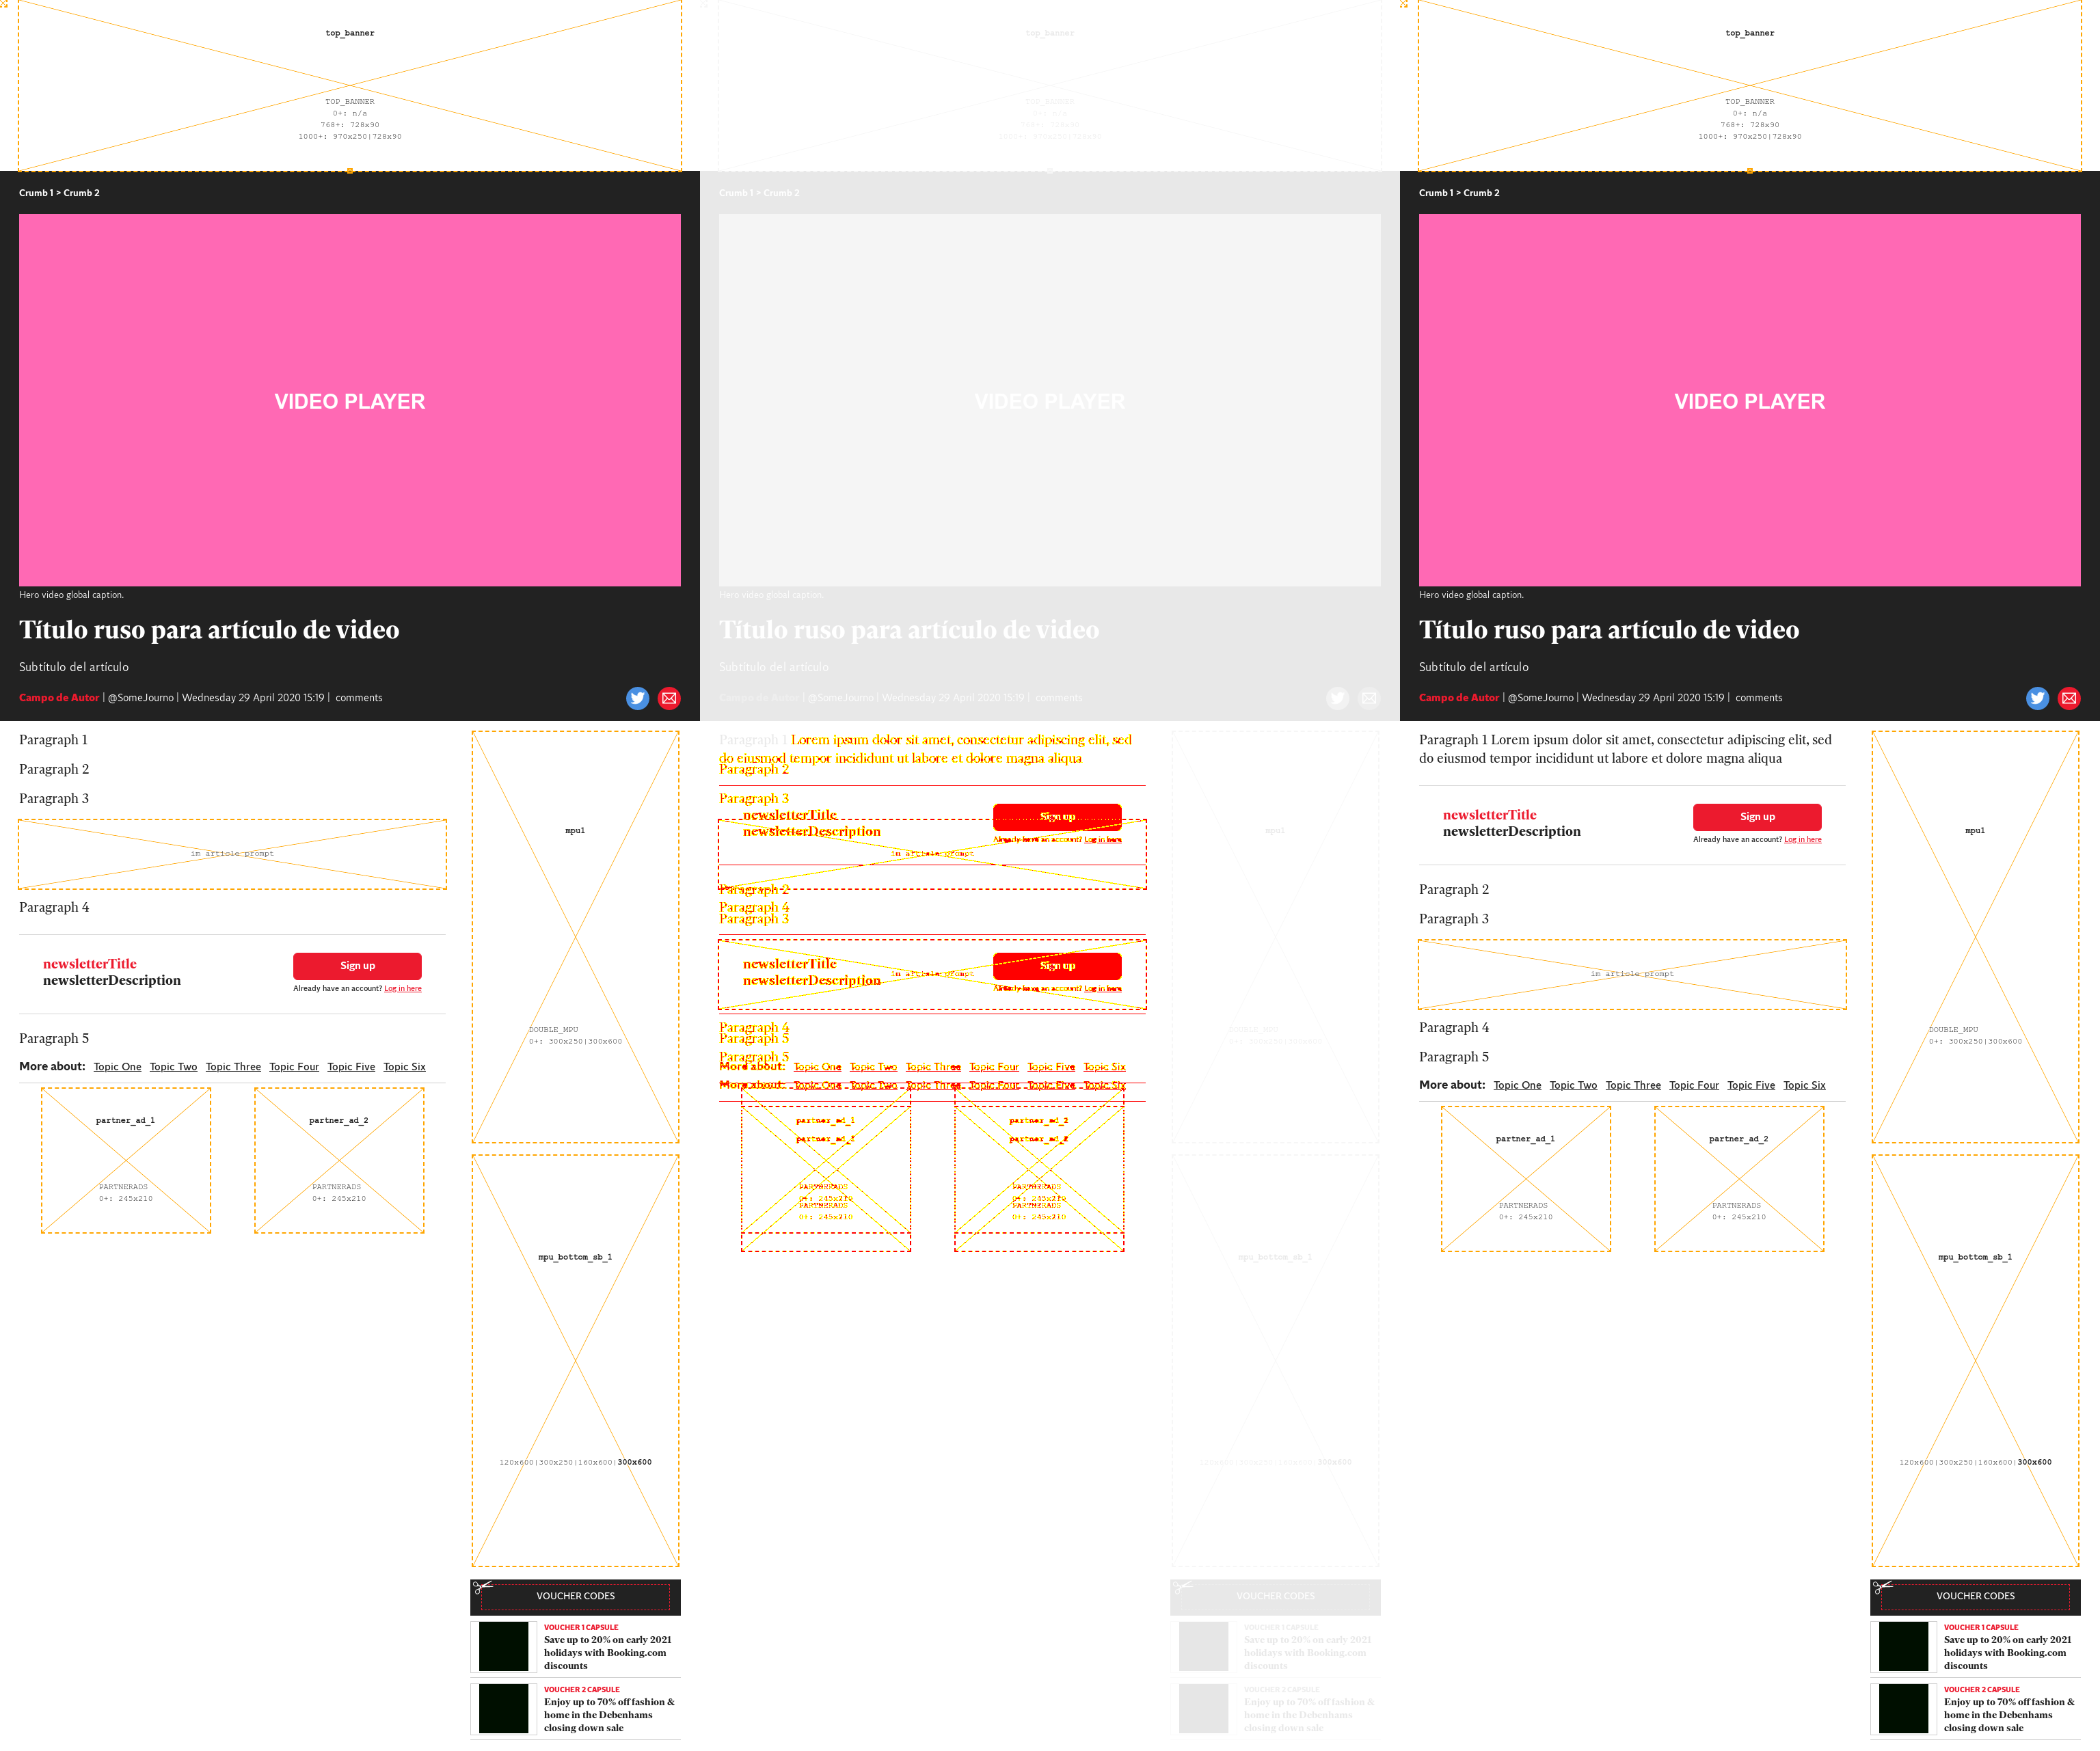 top_banner
TOP_BANNER
0+: n/a
768+: 728x90
1000+: 970x250|728x90
Crumb 1 > Crumb 2
VIDEO PLAYER
Hero video global caption.
Título ruso para artículo de video
Subtítulo del artículo
Campo de Autor | @SomeJourno | Wednesday 29 April 2020 15:19 | comments
Paragraph 1
Paragraph 2
Paragraph 3
im article prompt
Paragraph 4
newsletterTitle
newsletterDescription
Sign up
Already have an account? Log in here
Paragraph 5
More about: Topic One Topic Two Topic Three Topic Four Topic Five Topic Six
partner_ad_1
PARTNERADS
0+: 245x210
partner_ad_2
PARTNERADS
0+: 245x210
mpu1
DOUBLE_MPU
0+: 300x250|300x600
mpu_bottom_sb_1
120x600|300x250|160x600|300x600
VOUCHER CODES
VOUCHER 1 CAPSULE
Save up to 20% on early 2021
holidays with Booking.com
discounts
VOUCHER 2 CAPSULE
Enjoy up to 70% off fashion &
home in the Debenhams
closing down sale
top_banner
TOP_BANNER
0+: n/a
768+: 728x90
1000+: 970x250|728x90
Crumb 1 > Crumb 2
VIDEO PLAYER
Hero video global caption.
Título ruso para artículo de video
Subtítulo del artículo
Campo de Autor | @SomeJourno | Wednesday 29 April 2020 15:19 | comments
Paragraph 1 Lorem ipsum dolor sit amet, consectetur adipiscing elit, sed
do eiusmod tempor incididunt ut labore et dolore magna aliqua
Paragraph 2
Paragraph 3
newsletterTitle
newsletterDescription
Sign up
Already have an account? Log in here
im article prompt
Paragraph 2
Paragraph 4
Paragraph 3
newsletterTitle
newsletterDescription
Sign up
im article prompt
Already have an account? Log in here
Paragraph 4
Paragraph 5
Paragraph 5
More about: Topic One Topic Two Topic Three Topic Four Topic Five Topic Six
More about: Topic One Topic Two Topic Three Topic Four Topic Five Topic Six
partner_ad_1
partner_ad_1
PARTNERADS
0+: 245x210
PARTNERADS
0+: 245x210
partner_ad_2
partner_ad_2
PARTNERADS
0+: 245x210
PARTNERADS
0+: 245x210
mpu1
DOUBLE_MPU
0+: 300x250|300x600
mpu_bottom_sb_1
120x600|300x250|160x600|300x600
VOUCHER CODES
VOUCHER 1 CAPSULE
Save up to 20% on early 2021
holidays with Booking.com
discounts
VOUCHER 2 CAPSULE
Enjoy up to 70% off fashion &
home in the Debenhams
closing down sale
top_banner
TOP_BANNER
0+: n/a
768+: 728x90
1000+: 970x250|728x90
Crumb 1 > Crumb 2
VIDEO PLAYER
Hero video global caption.
Título ruso para artículo de video
Subtítulo del artículo
Campo de Autor | @SomeJourno | Wednesday 29 April 2020 15:19 | comments
Paragraph 1 Lorem ipsum dolor sit amet, consectetur adipiscing elit, sed
do eiusmod tempor incididunt ut labore et dolore magna aliqua
newsletterTitle
newsletterDescription
Sign up
Already have an account? Log in here
Paragraph 2
Paragraph 3
im article prompt
Paragraph 4
Paragraph 5
More about: Topic One Topic Two Topic Three Topic Four Topic Five Topic Six
partner_ad_1
PARTNERADS
0+: 245x210
partner_ad_2
PARTNERADS
0+: 245x210
mpu1
DOUBLE_MPU
0+: 300x250|300x600
mpu_bottom_sb_1
120x600|300x250|160x600|300x600
VOUCHER CODES
VOUCHER 1 CAPSULE
Save up to 20% on early 2021
holidays with Booking.com
discounts
VOUCHER 2 CAPSULE
Enjoy up to 70% off fashion &
home in the Debenhams
closing down sale